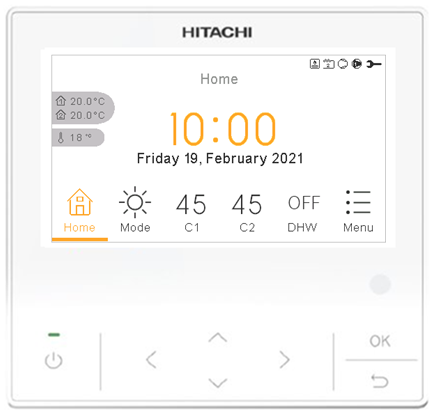 HITACHI
Home
20.0°C
20.0°C
18 °C
10:00
Friday 19, February 2021
45 45 OFF
Home Mode C1 C2 DHW Menu
OK